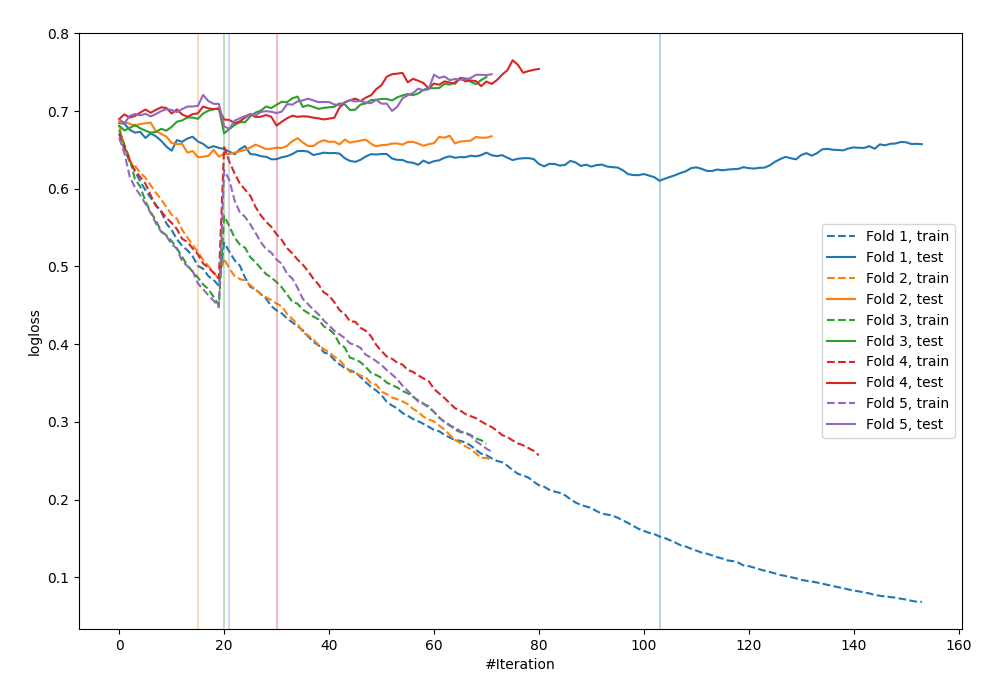 0.8
0.7
0.6
0.5
0.4
0.3
0.2
0.1
logloss
0
20
40
60
80
100
120
140
160
#Iteration
Fold 1, train
Fold 1, test
Fold 2, train
Fold 2, test
Fold 3, train
Fold 3, test
Fold 4, train
Fold 4, test
Fold 5, train
Fold 5, test